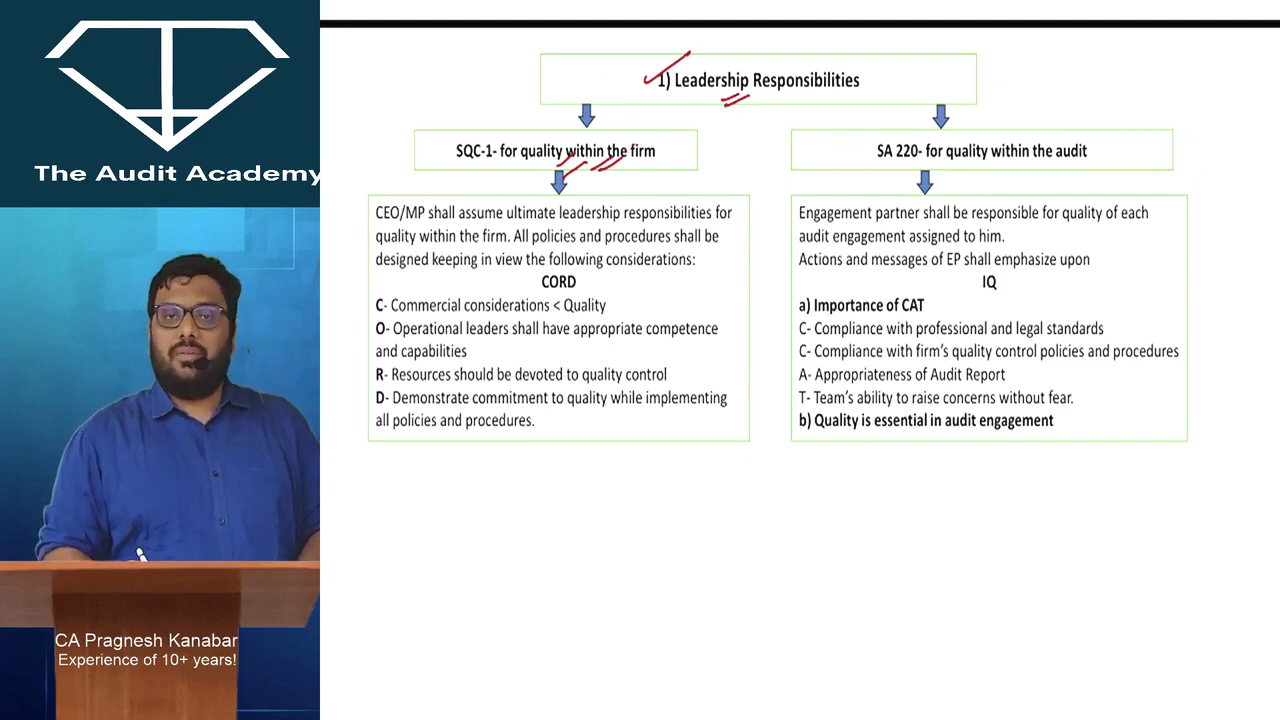 The Audit Academy
CA Pragnesh Kanabar
Experience of 10+ years!
1) Leadership Responsibilities
SQC-1- for quality within the firm
CEO/MP shall assume ultimate leadership responsibilities for
quality within the firm. All policies and procedures shall be
designed keeping in view the following considerations:
CORD
C- Commercial considerations < Quality
O- Operational leaders shall have appropriate competence
and capabilities
R- Resources should be devoted to quality control
D- Demonstrate commitment to quality while implementing
all policies and procedures.
SA 220- for quality within the audit
Engagement partner shall be responsible for quality of each
audit engagement assigned to him.
Actions and messages of EP shall emphasize upon
IQ
a) Importance of CAT
C- Compliance with professional and legal standards
C- Compliance with firm's quality control policies and procedures
A- Appropriateness of Audit Report
T- Team's ability to raise concerns without fear.
b) Quality is essential in audit engagement